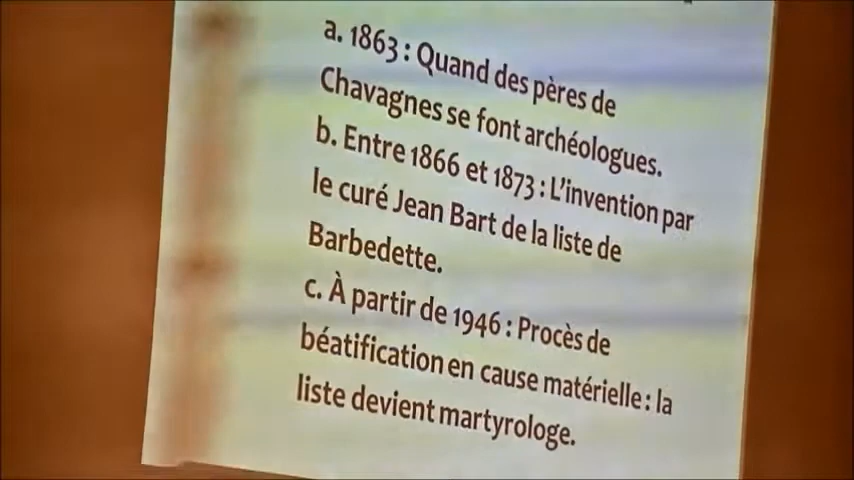 a. 1863 : Quand des pères de
Chavagnes se font archéologues.
b. Entre 1866 et 1873 : L'invention par
le curé Jean Bart de la liste de
Barbedette.
c. À partir de 1946 : Procès de
béatification en cause matérielle : la
liste devient martyrologe.